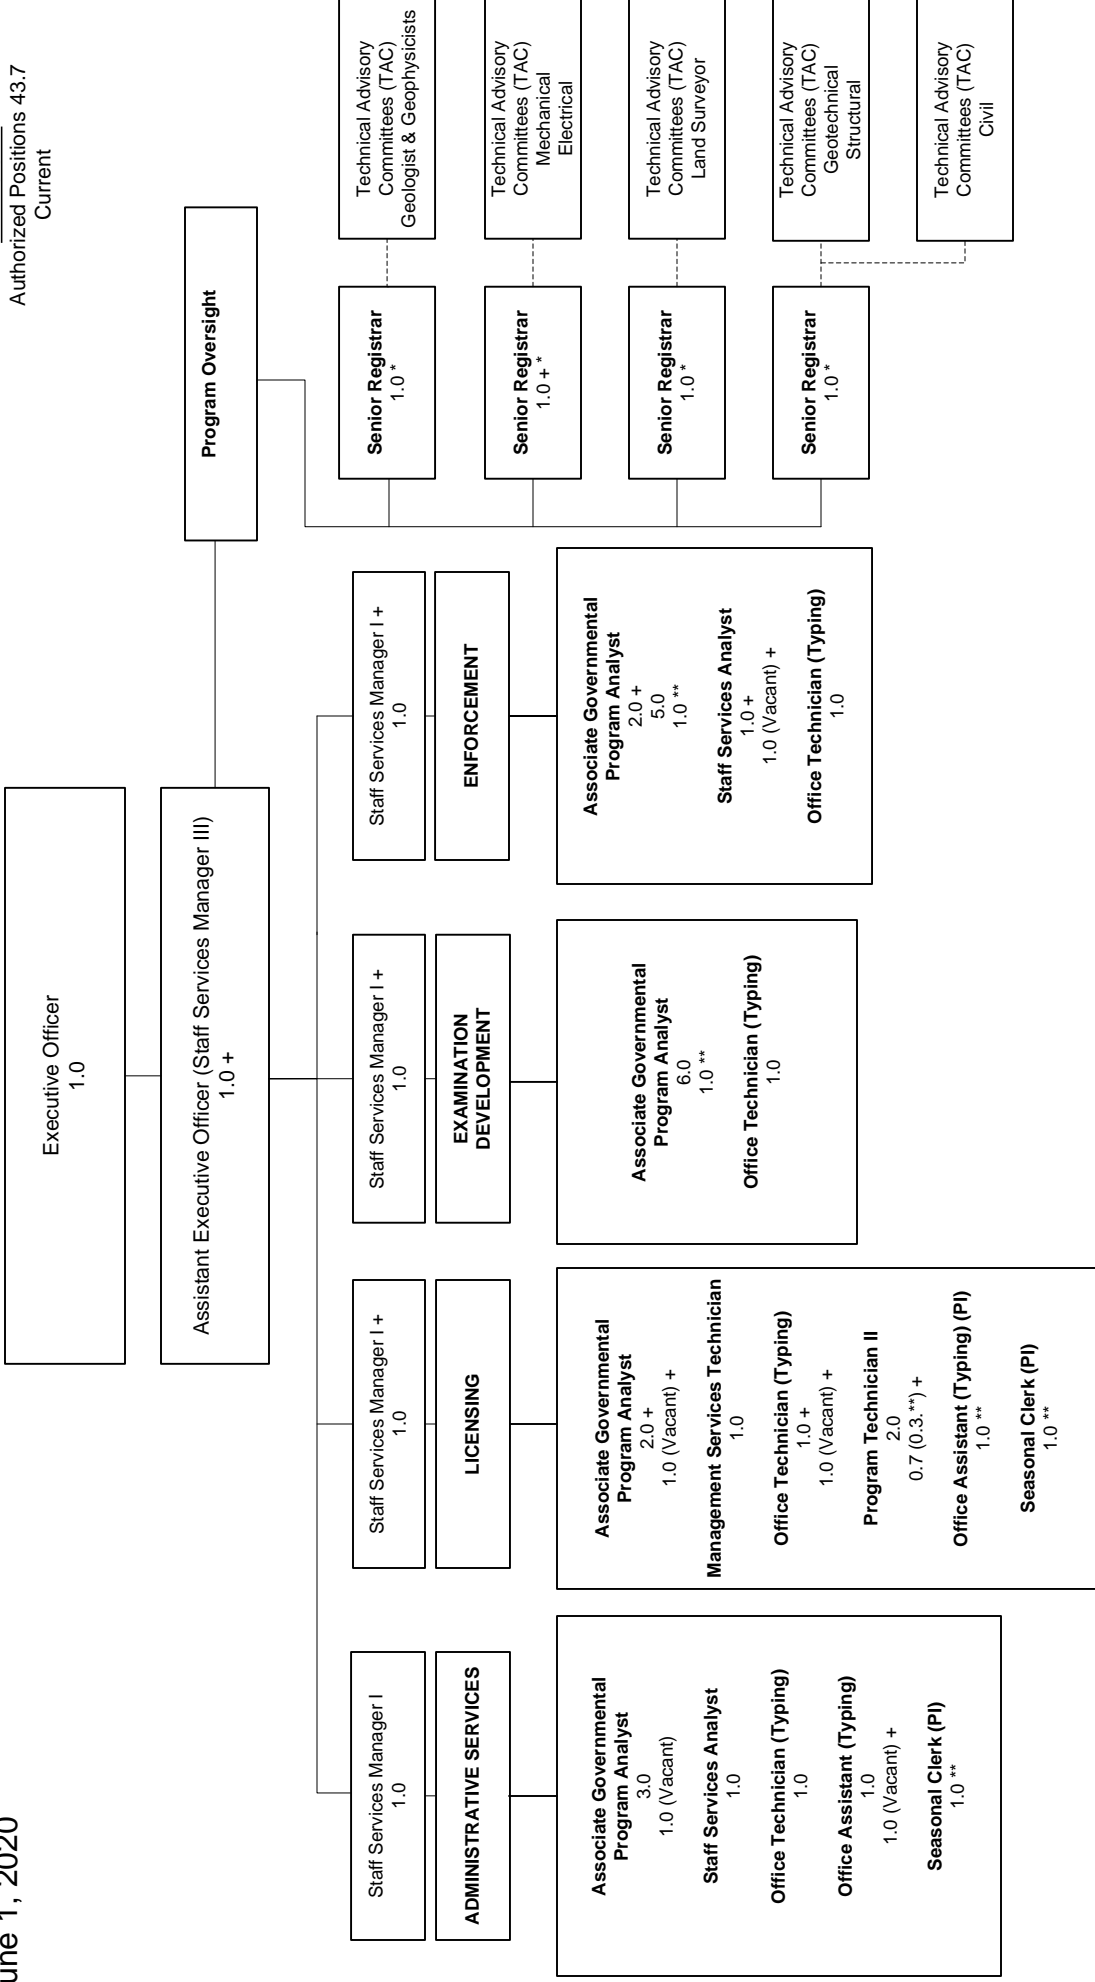 une 1, 2020
Authorized Positions 43.7
Current
Executive Officer
1.0
Assistant Executive Officer (Staff Services Manager III)
1.0 +
Program Oversight
Staff Services Manager I
1.0
ADMINISTRATIVE SERVICES
Associate Governmental
Program Analyst
3.0
1.0 (Vacant)
Staff Services Analyst
1.0
Office Technician (Typing)
1.0
Office Assistant (Typing)
1.0
1.0 (Vacant) +
Seasonal Clerk (PI)
1.0 **
Staff Services Manager I +
1.0
LICENSING
Associate Governmental
Program Analyst
2.0 +
1.0 (Vacant) +
Management Services Technician
1.0
Office Technician (Typing)
1.0 +
1.0 (Vacant) +
Program Technician II
2.0
0.7 (0.3.**) +
Office Assistant (Typing) (PI)
1.0 **
Seasonal Clerk (PI)
1.0 **
Staff Services Manager I +
1.0
EXAMINATION
DEVELOPMENT
Associate Governmental
Program Analyst
6.0
1.0 **
Office Technician (Typing)
1.0
Staff Services Manager I +
1.0
ENFORCEMENT
Associate Governmental
Program Analyst
2.0 +
5.0
1.0 **
Staff Services Analyst
1.0 +
1.0 (Vacant) +
Office Technician (Typing)
1.0
Senior Registrar
1.0 *
Technical Advisory
Committees (TAC)
Geologist & Geophysicists
Senior Registrar
1.0 + *
Technical Advisory
Committees (TAC)
Mechanical
Electrical
Senior Registrar
1.0 *
Technical Advisory
Committees (TAC)
Land Surveyor
Senior Registrar
1.0 *
Technical Advisory
Committees (TAC)
Geotechnical
Structural
Technical Advisory
Committees (TAC)
Civil